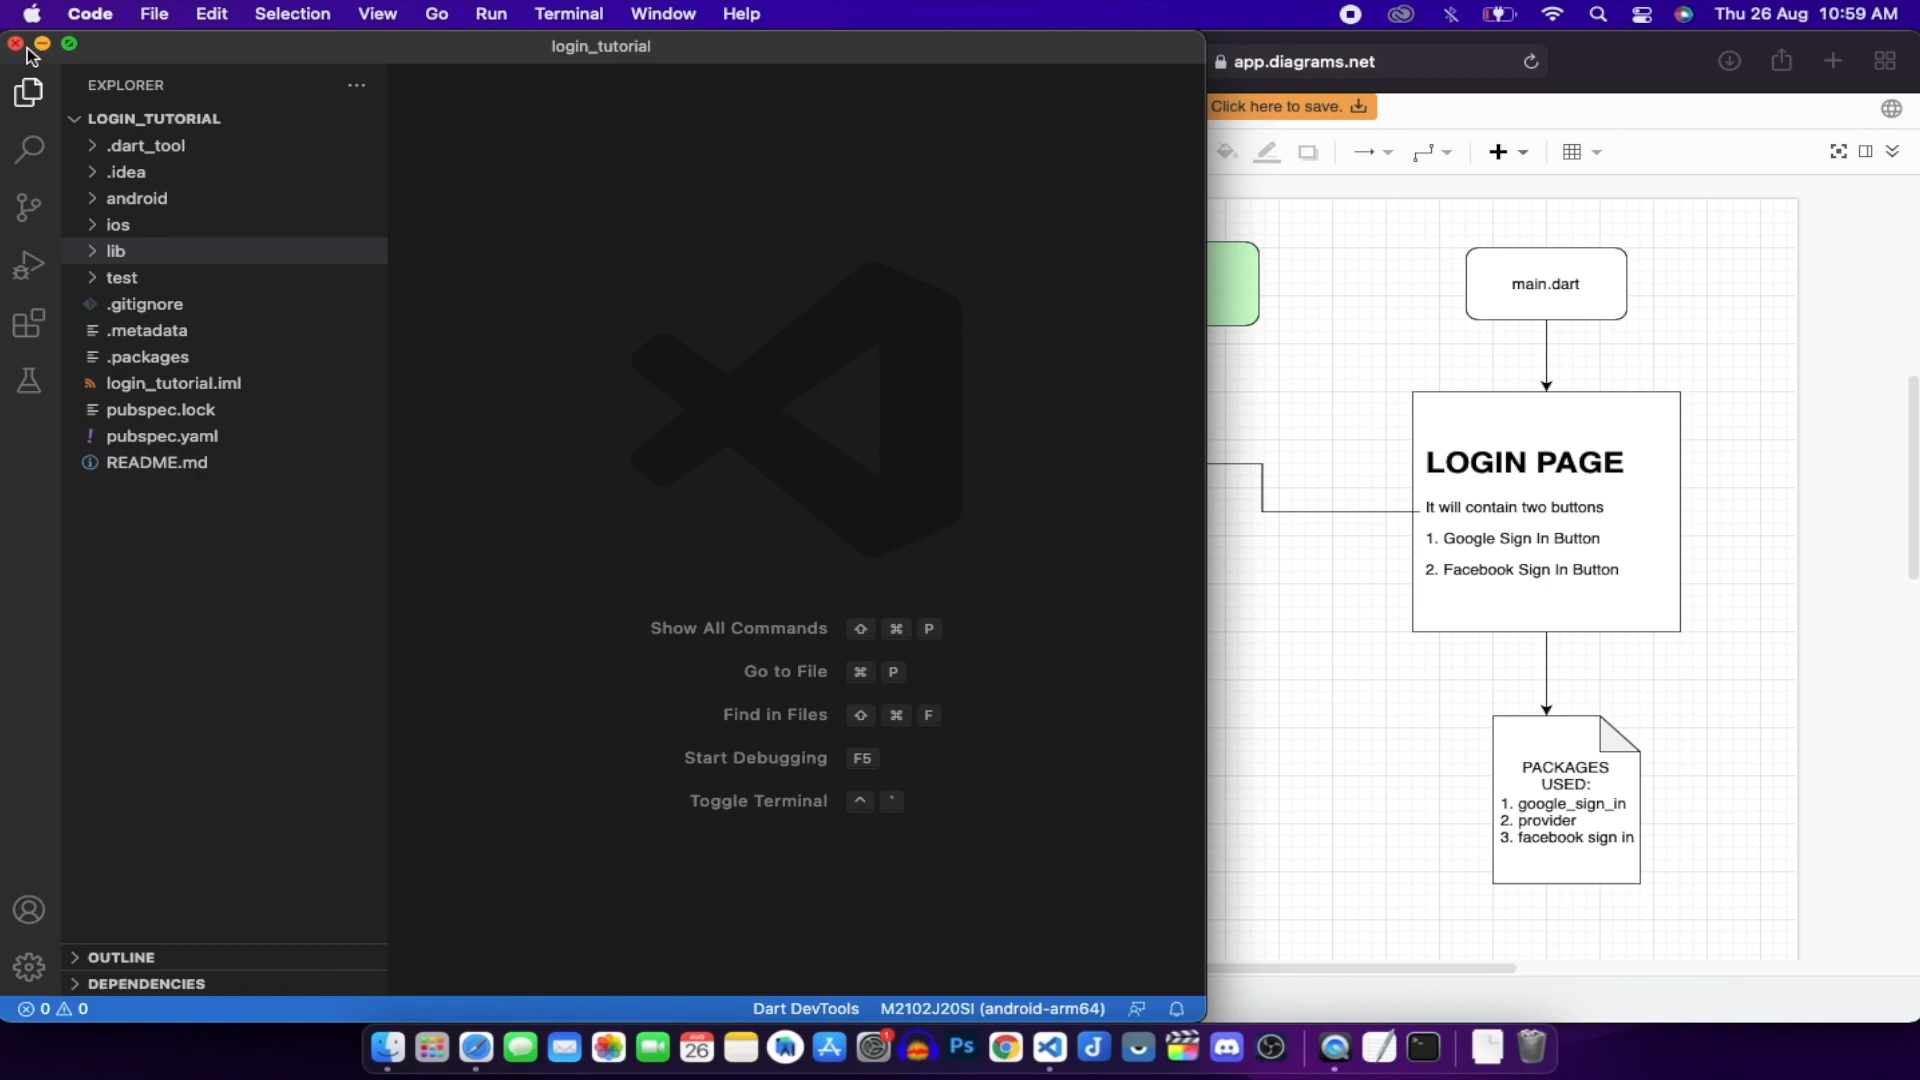 Code File Edit Selection View Go Run Terminal Window Help
Thu 26 Aug 10:59 AM
login_tutorial
EXPLORER
LOGIN_TUTORIAL
.dart_tool
.idea
android
ios
lib
test
.gitignore
.metadata
.packages
login_tutorial.iml
pubspec.lock
! pubspec.yaml
README.md
OUTLINE
DEPENDENCIES
Show All Commands ⇧ ⌘ P
Go to File ⌘ P
Find in Files ⇧ ⌘ F
Start Debugging F5
Toggle Terminal ^ `
0 0
Dart DevTools M2102J20SI (android-arm64)
app.diagrams.net
Click here to save.
main.dart
LOGIN PAGE
It will contain two buttons
1. Google Sign In Button
2. Facebook Sign In Button
PACKAGES
USED:
1. google_sign_in
2. provider
3. facebook sign in
AUG
26
1
Ps